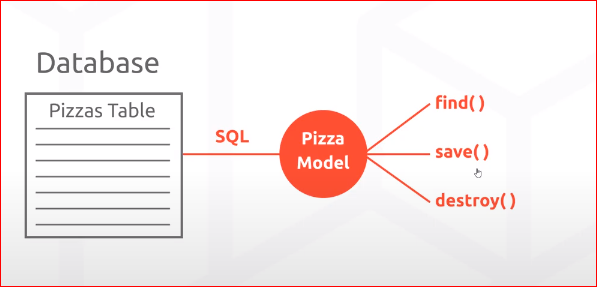 Database
Pizzas Table
SQL
Pizza
Model
find( )
save( )
destroy( )